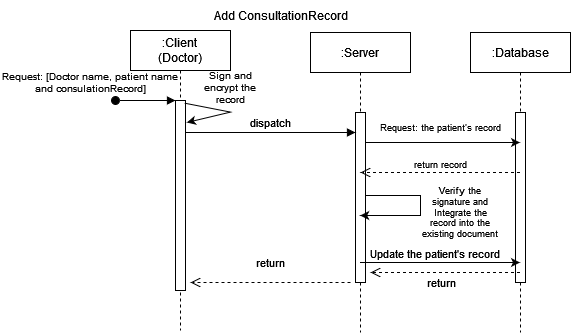 Add ConsultationRecord
:Client
(Doctor)
:Server
:Database
Request: [Doctor name, patient name
and consulationRecord]
Sign and
encrypt the
record
dispatch
Request: the patient's record
return record
Verify the
signature and
Integrate the
record into the
existing document
Update the patient's record
return
return